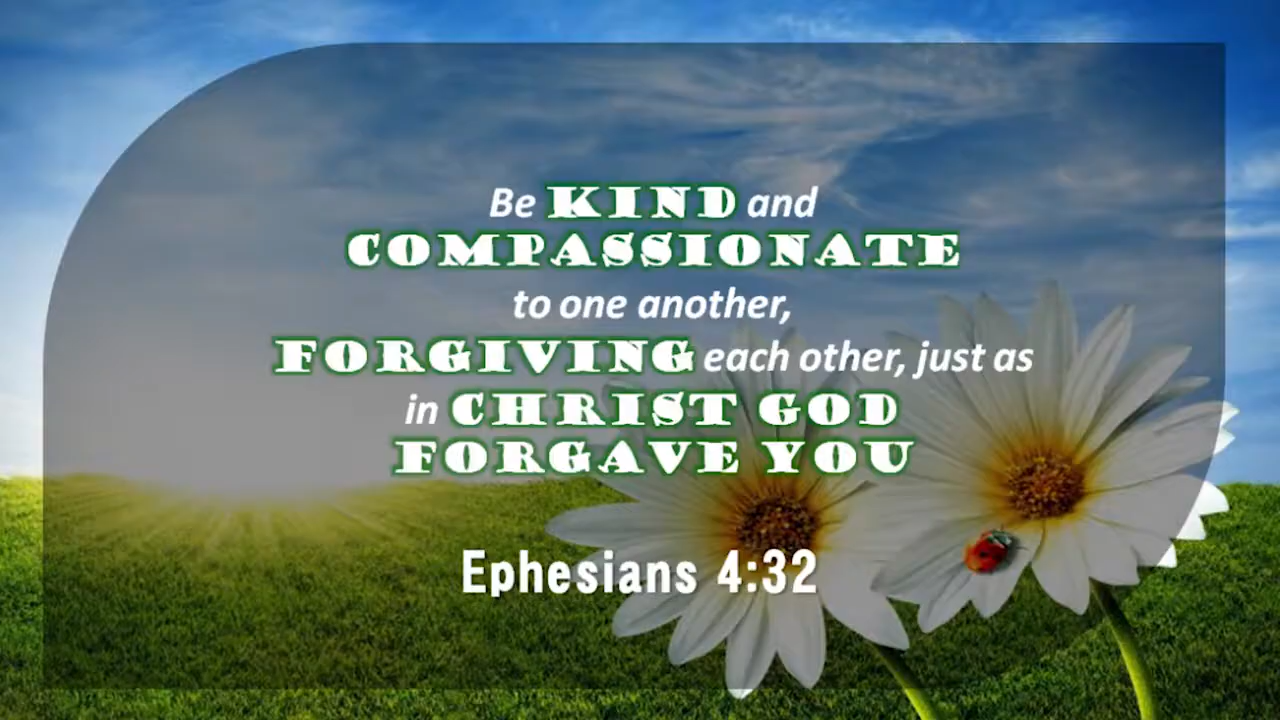 Be KIND and
COMPASSIONATE
to one another,
FORGIVING each other, just as
in CHRIST GOD
FORGAVE YOU
Ephesians 4:32